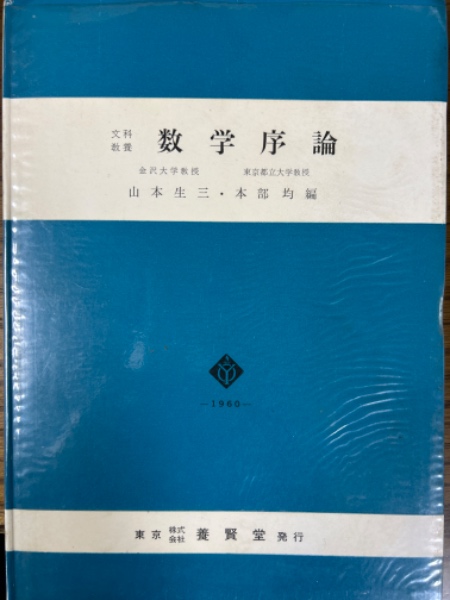 文科教養 数学序論
金沢大学教授 東京都立大学教授
山本生三・本部均編
—1960—
東京 株式会社 養賢堂 発行